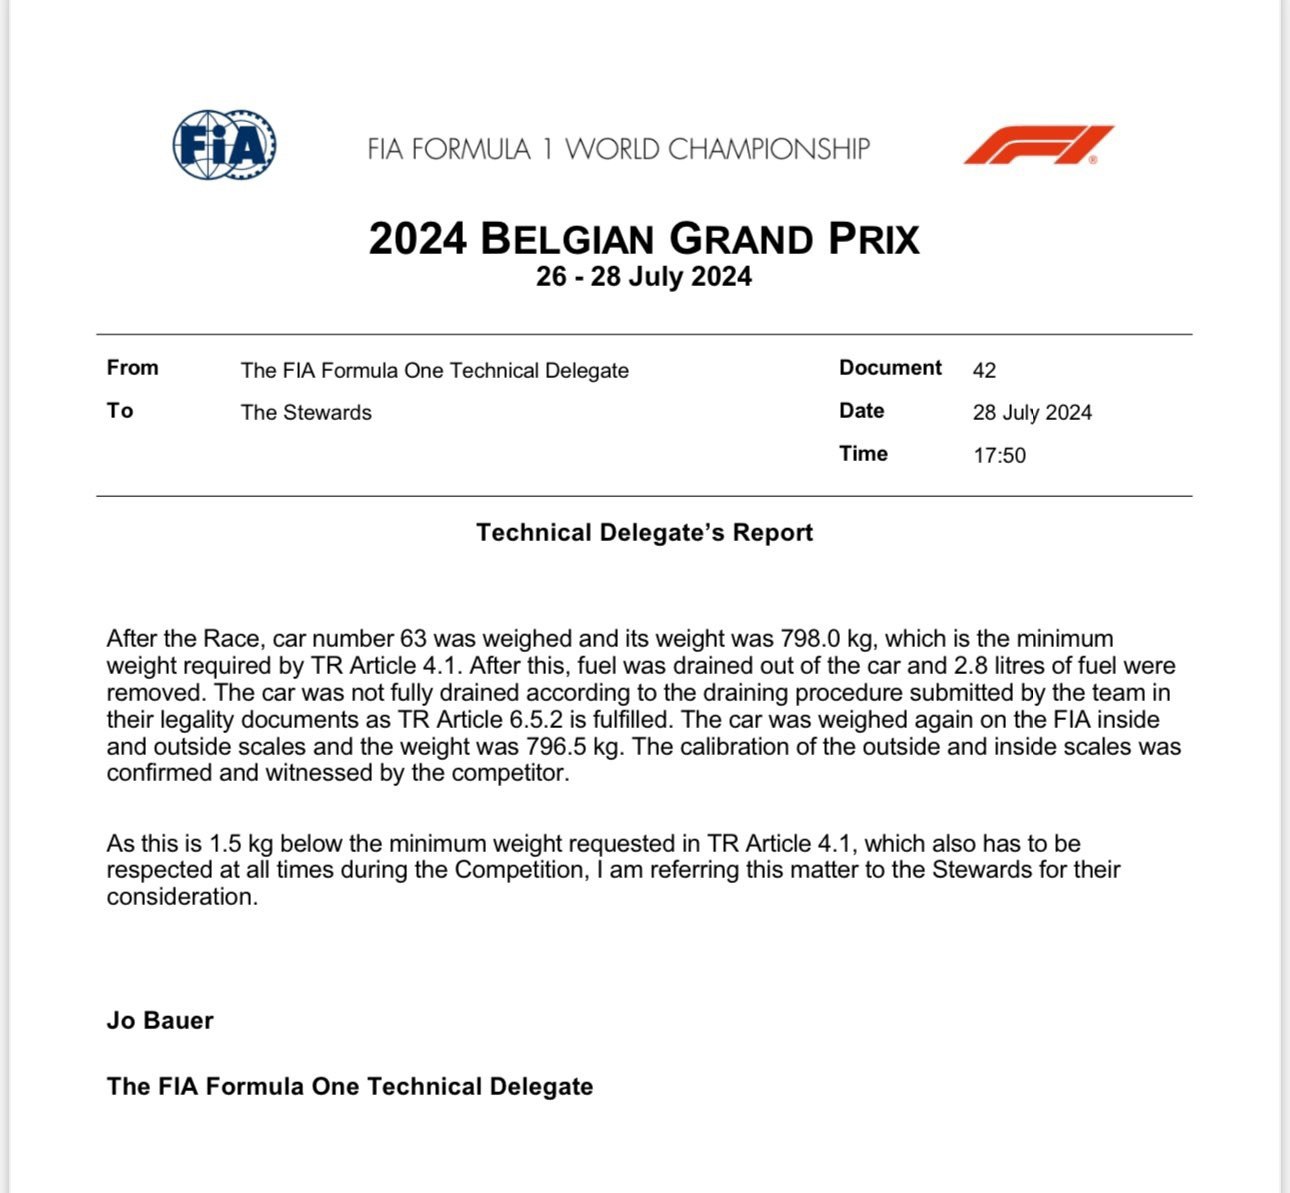 FiA
FIA FORMULA 1 WORLD CHAMPIONSHIP
F1®
2024 BELGIAN GRAND PRIX
26 - 28 July 2024
From The FIA Formula One Technical Delegate Document 42
To The Stewards Date 28 July 2024
Time 17:50
Technical Delegate’s Report
After the Race, car number 63 was weighed and its weight was 798.0 kg, which is the minimum
weight required by TR Article 4.1. After this, fuel was drained out of the car and 2.8 litres of fuel were
removed. The car was not fully drained according to the draining procedure submitted by the team in
their legality documents as TR Article 6.5.2 is fulfilled. The car was weighed again on the FIA inside
and outside scales and the weight was 796.5 kg. The calibration of the outside and inside scales was
confirmed and witnessed by the competitor.
As this is 1.5 kg below the minimum weight requested in TR Article 4.1, which also has to be
respected at all times during the Competition, I am referring this matter to the Stewards for their
consideration.
Jo Bauer
The FIA Formula One Technical Delegate